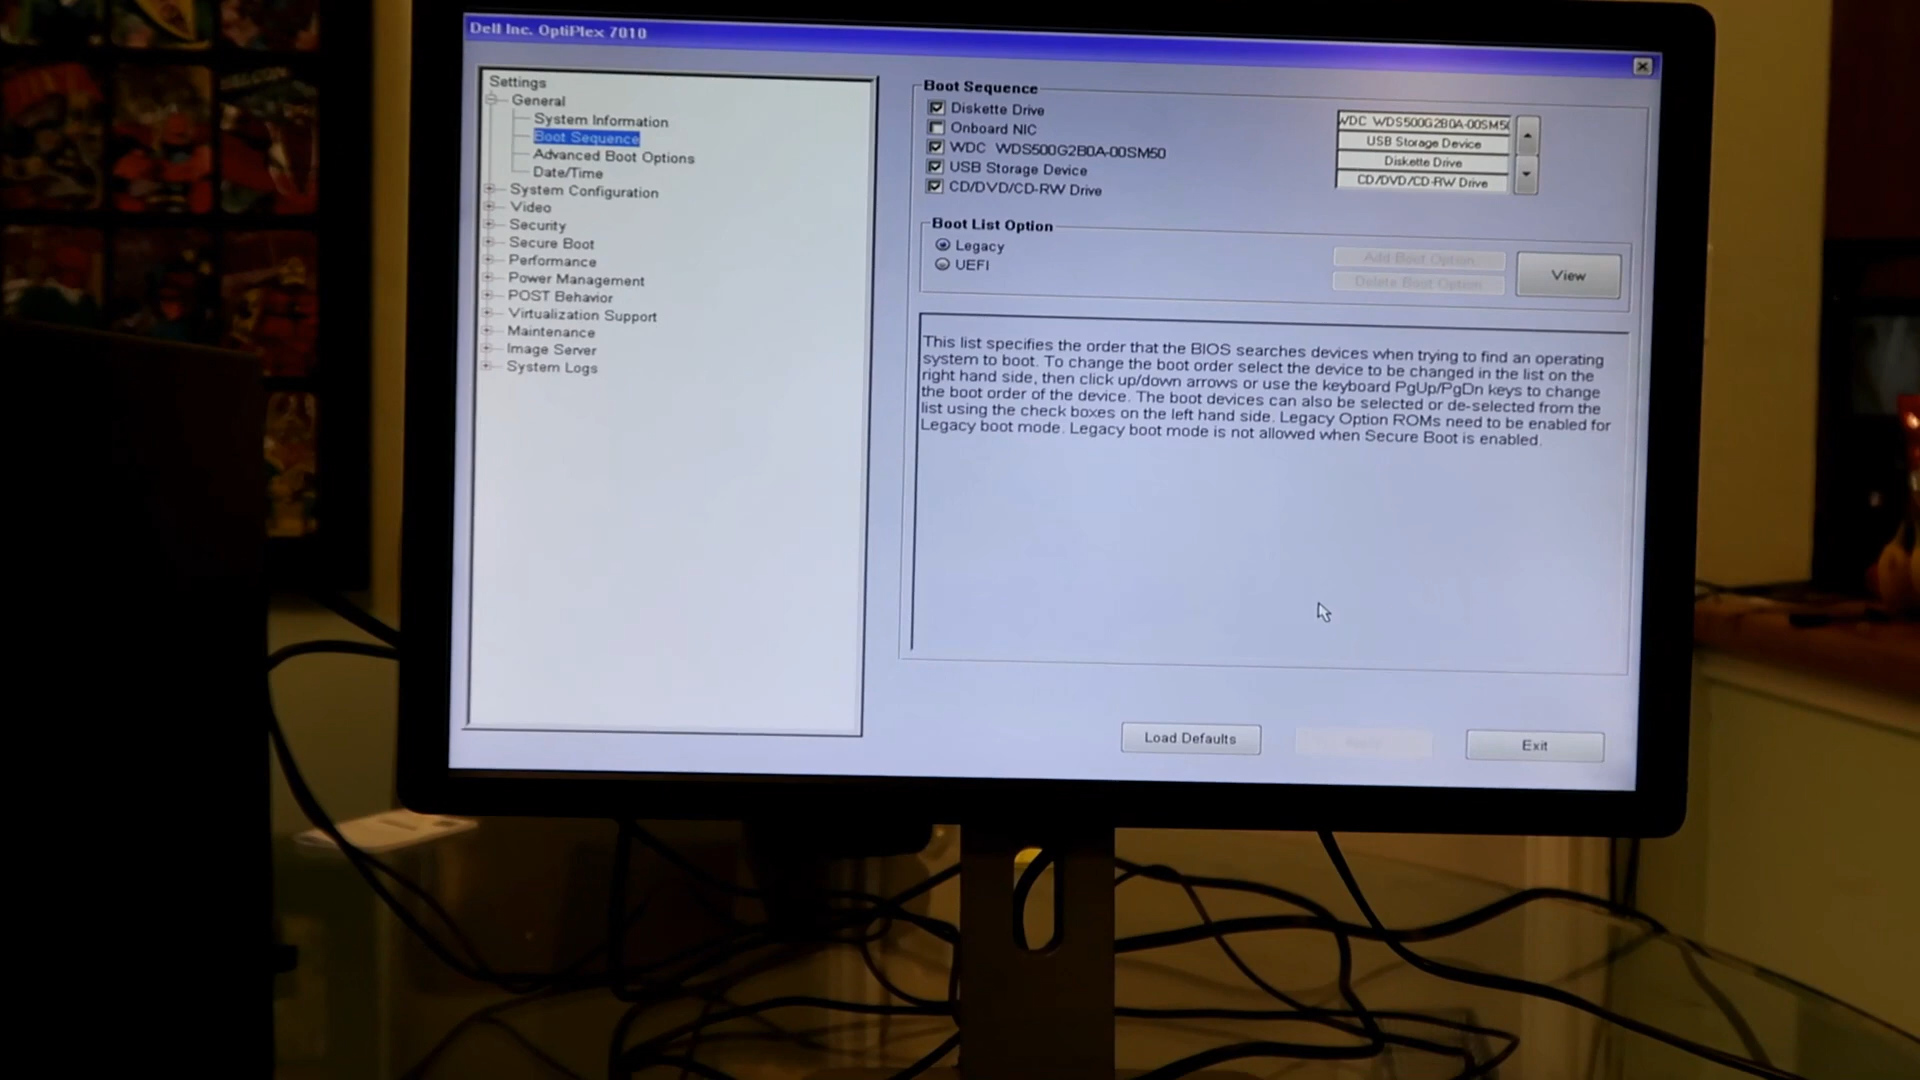 Dell Inc. OptiPlex 7010
Settings
General
System Information
Boot Sequence
Advanced Boot Options
Date/Time
System Configuration
Video
Security
Secure Boot
Performance
Power Management
POST Behavior
Virtualization Support
Maintenance
Image Server
System Logs
Boot Sequence
Diskette Drive
Onboard NIC
WDC WDS500G2B0A-00SM50
USB Storage Device
CD/DVD/CD-RW Drive
WDC WDS500G2B0A-00SM5
USB Storage Device
Diskette Drive
CD/DVD/CD-RW Drive
Boot List Option
Legacy
UEFI
Add Boot Option
Delete Boot Option
View
This list specifies the order that the BIOS searches devices when trying to find an operating
system to boot. To change the boot order select the device to be changed in the list on the
right hand side, then click up/down arrows or use the keyboard PgUp/PgDn keys to change
the boot order of the device. The boot devices can also be selected or de-selected from the
list using the check boxes on the left hand side. Legacy Option ROMs need to be enabled for
Legacy boot mode. Legacy boot mode is not allowed when Secure Boot is enabled.
Load Defaults
Exit